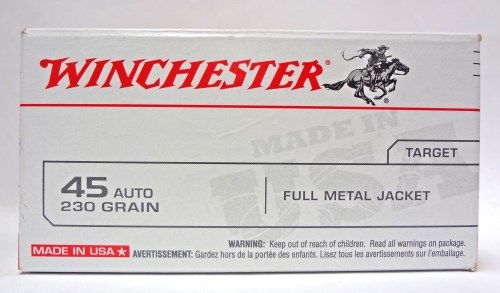 WINCHESTER
®
MADE IN
USA
TARGET
45 AUTO
230 GRAIN
FULL METAL JACKET
MADE IN USA ★
WARNING: Keep out of reach of children. Read all warnings on package.
AVERTISSEMENT: Gardez hors de la portée des enfants. Lisez tous les avertissements sur l'emballage.